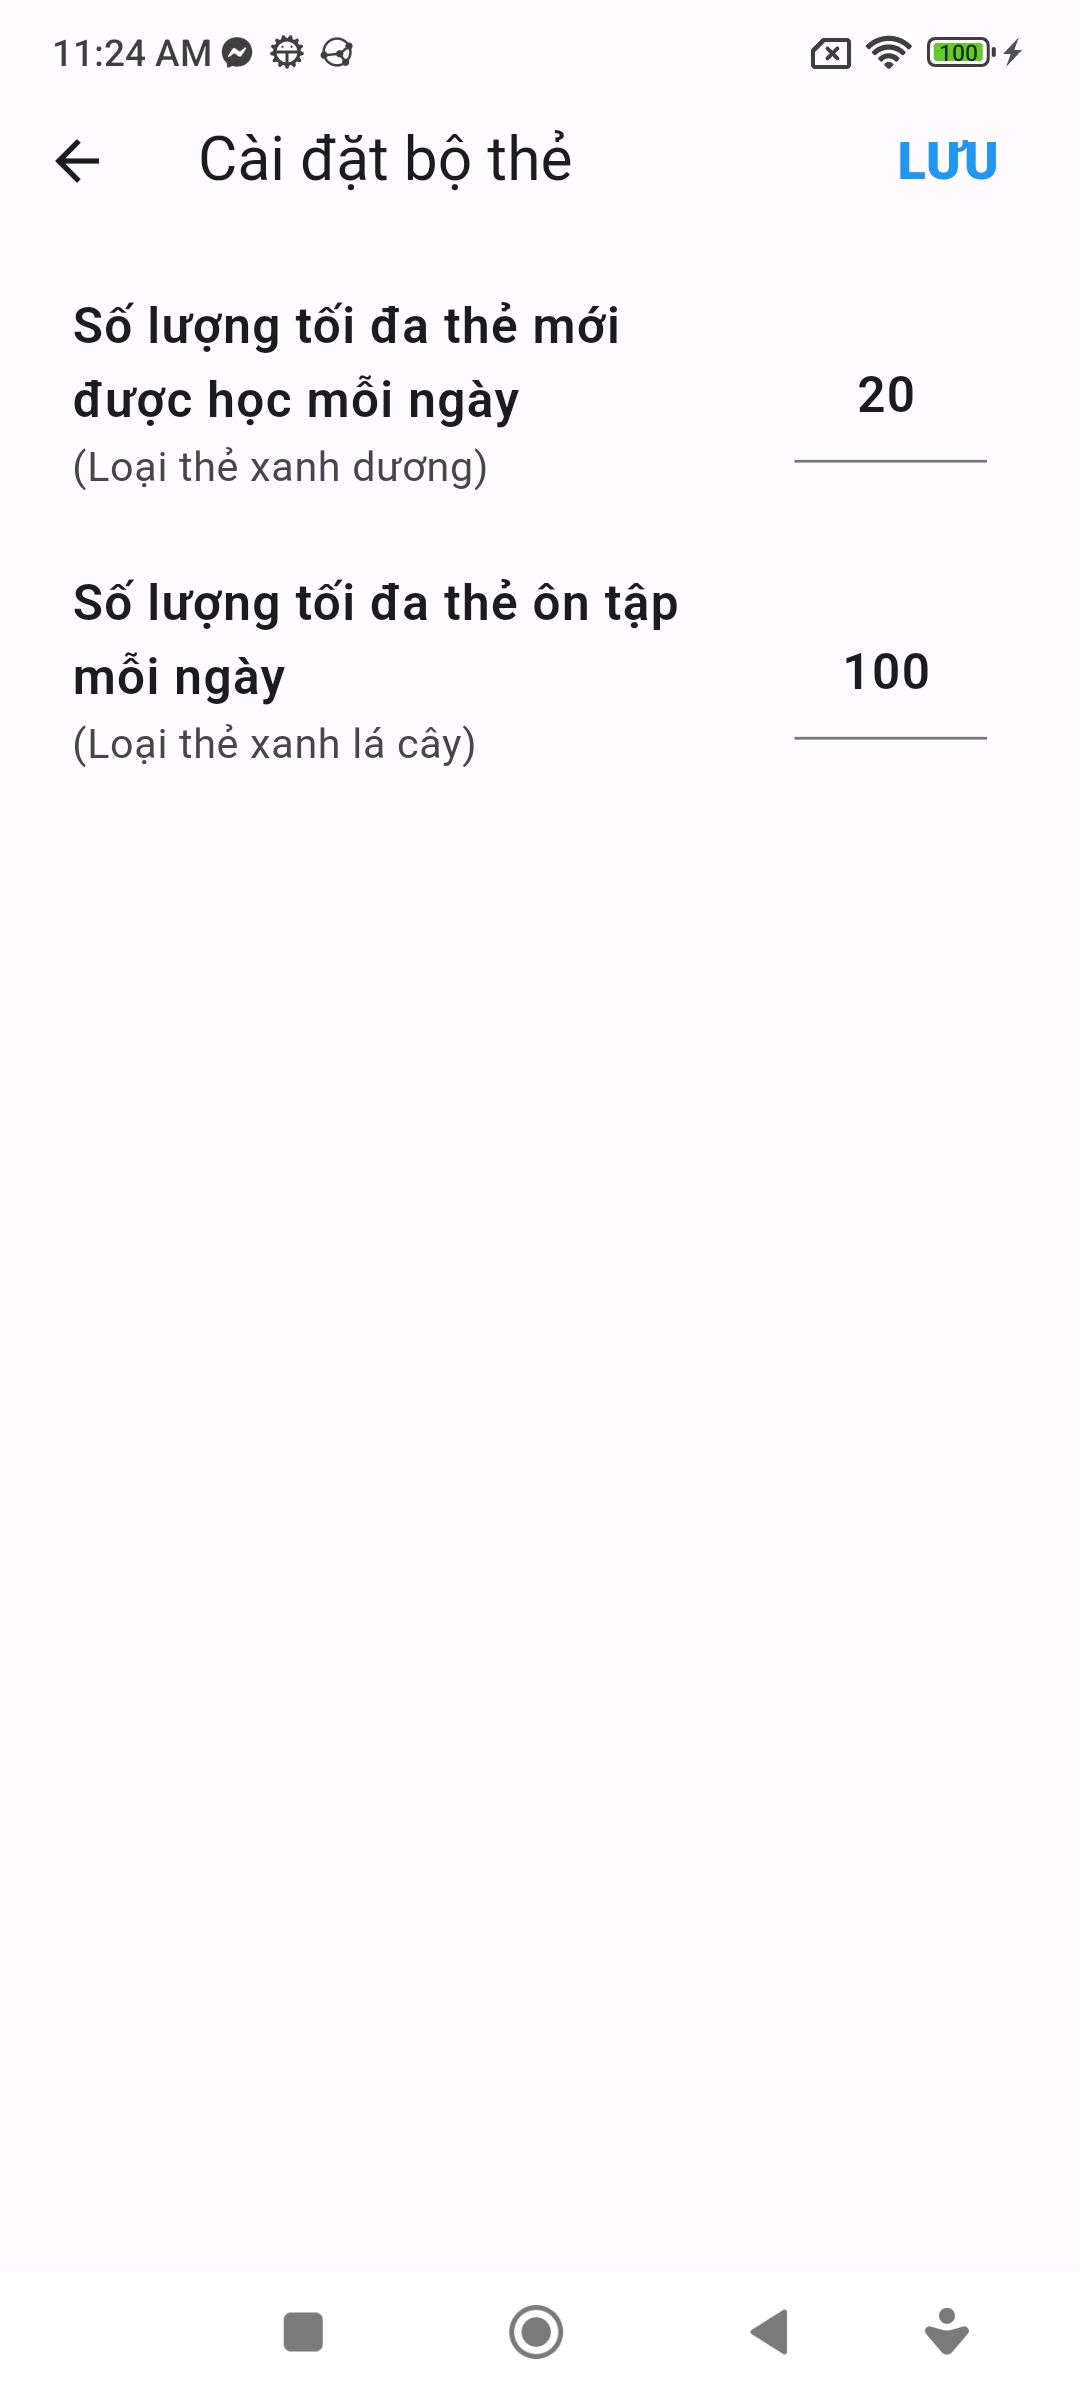 11:24 AM
100
Cài đặt bộ thẻ
LƯU
Số lượng tối đa thẻ mới
được học mỗi ngày
20
(Loại thẻ xanh dương)
Số lượng tối đa thẻ ôn tập
mỗi ngày
100
(Loại thẻ xanh lá cây)